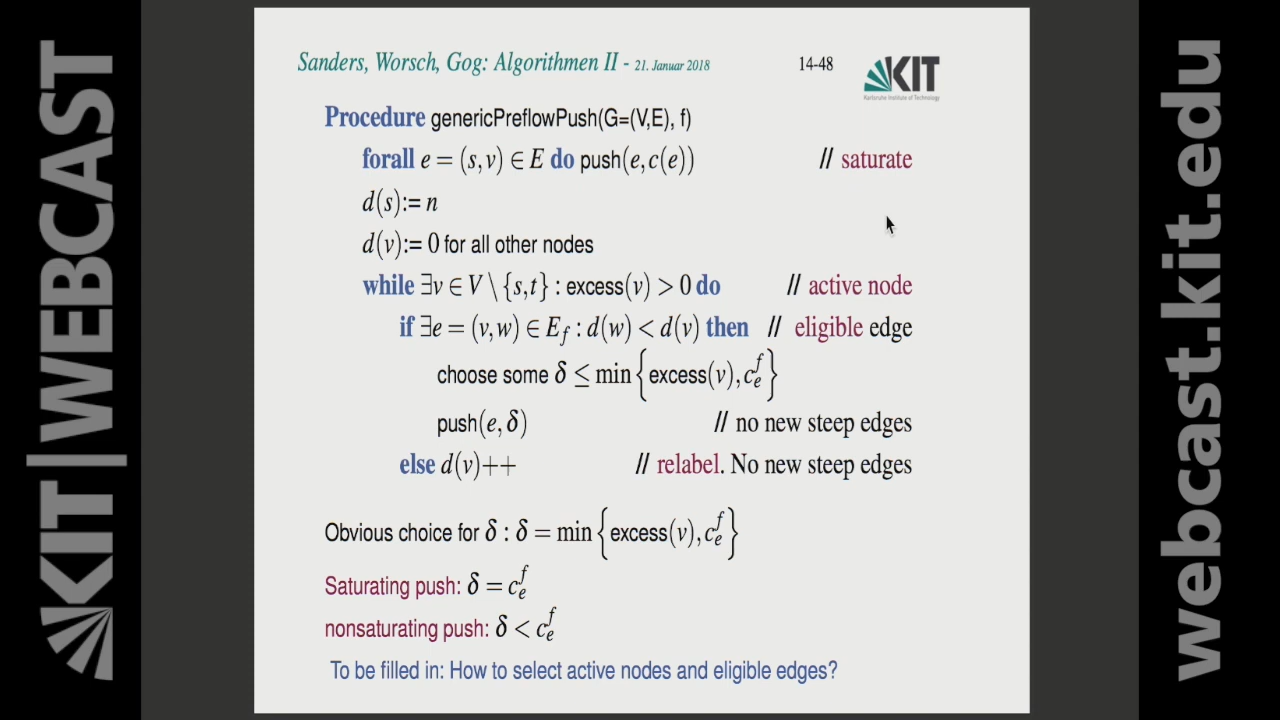 KIT | WEBCAST
Sanders, Worsch, Gog: Algorithmen II - 21. Januar 2018 14-48 KIT
Karlsruhe Institute of Technology
Procedure genericPreflowPush(G=(V,E), f)
forall e = (s,v) ∈ E do push(e,c(e)) // saturate
d(s):= n
d(v):= 0 for all other nodes
while ∃v ∈ V \ {s,t} : excess(v) > 0 do // active node
if ∃e = (v,w) ∈ E_f : d(w) < d(v) then // eligible edge
choose some δ ≤ min {excess(v), c_e^f}
push(e,δ) // no new steep edges
else d(v)++ // relabel. No new steep edges
Obvious choice for δ : δ = min {excess(v), c_e^f}
Saturating push: δ = c_e^f
nonsaturating push: δ < c_e^f
To be filled in: How to select active nodes and eligible edges?
webcast.kit.edu